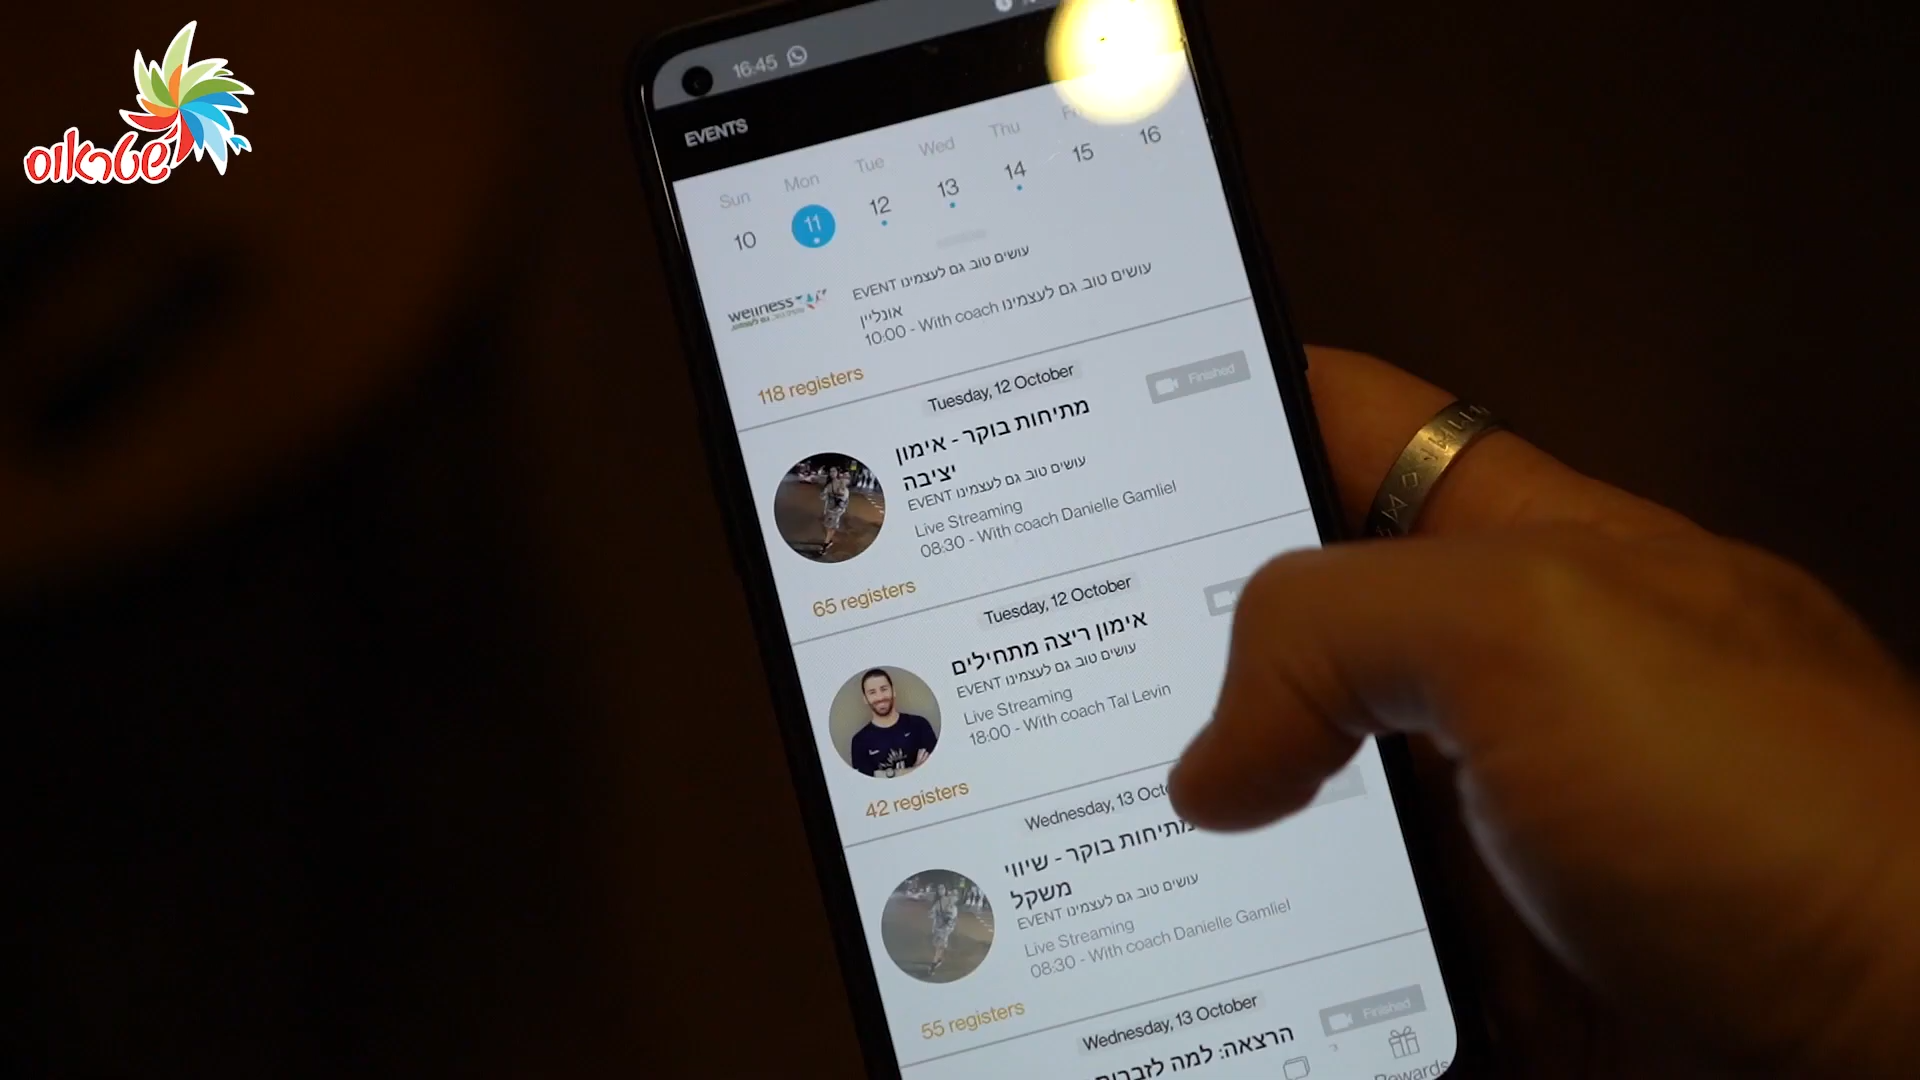 שטראוס
16:45
EVENTS
Sun Mon Tue Wed Thu
10 11 12 13 14 15 16
wellness
עושים טוב. גם לעצמינו.
עושים טוב. גם לעצמינו EVENT
אונליין
10:00 - With coach עושים טוב. גם לעצמינו
118 registers
Tuesday, 12 October
Finished
מתיחות בוקר - אימון
יציבה
עושים טוב. גם לעצמינו EVENT
Live Streaming
08:30 - With coach Danielle Gamliel
65 registers
Tuesday, 12 October
אימון ריצה מתחילים
עושים טוב. גם לעצמינו EVENT
Live Streaming
18:00 - With coach Tal Levin
42 registers
Wednesday, 13 Octo
מתיחות בוקר - שיווי
משקל
עושים טוב. גם לעצמינו EVENT
Live Streaming
08:30 - With coach Danielle Gamliel
55 registers
Wednesday, 13 October
Finished
הרצאה: למה לזברות
Rewards